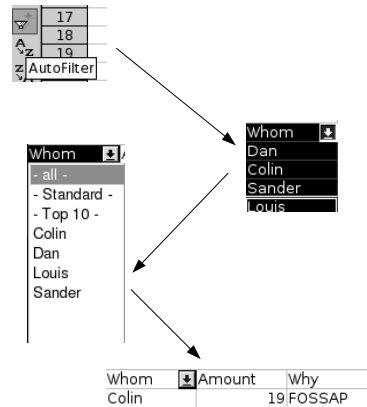 17
18
A
Z
19
Z
AutoFilter
Whom
Dan
Colin
Sander
Louis
Whom
- all -
- Standard -
- Top 10 -
Colin
Dan
Louis
Sander
Whom Amount Why
Colin 19 FOSSAP